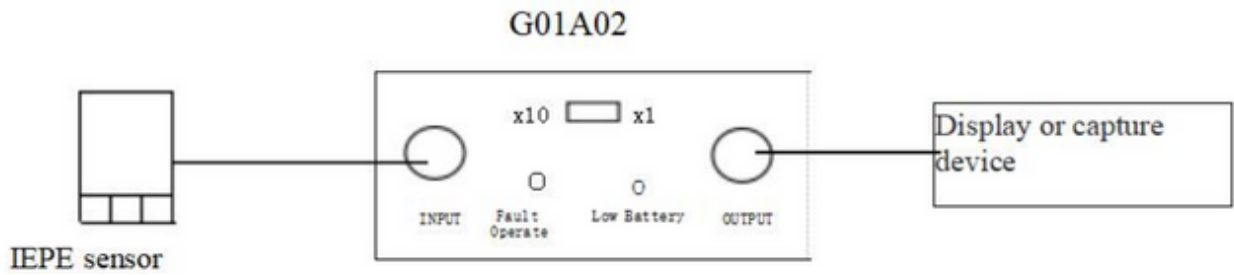 G01A02
x10 x1
Display or capture
device
INPUT Fault Low Battery OUTPUT
Operate
IEPE sensor